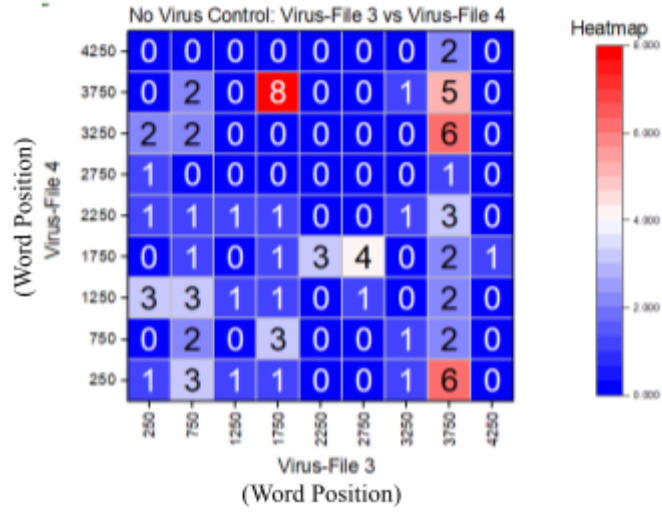 No Virus Control: Virus-File 3 vs Virus-File 4
Heatmap
4250 0 0 0 0 0 0 0 2 0
3750 0 2 0 8 0 0 1 5 0
3250 2 2 0 0 0 0 0 6 0
2750 1 0 0 0 0 0 0 1 0
2250 1 1 1 1 0 0 1 3 0
1750 0 1 0 1 3 4 0 2 1
1250 3 3 1 1 0 1 0 2 0
750 0 2 0 3 0 0 1 2 0
250 1 3 1 1 0 0 1 6 0
250 750 1250 1750 2250 2750 3250 3750 4250
Virus-File 3
(Word Position)
Virus-File 4
(Word Position)
8.000
6.000
4.000
2.000
0.000